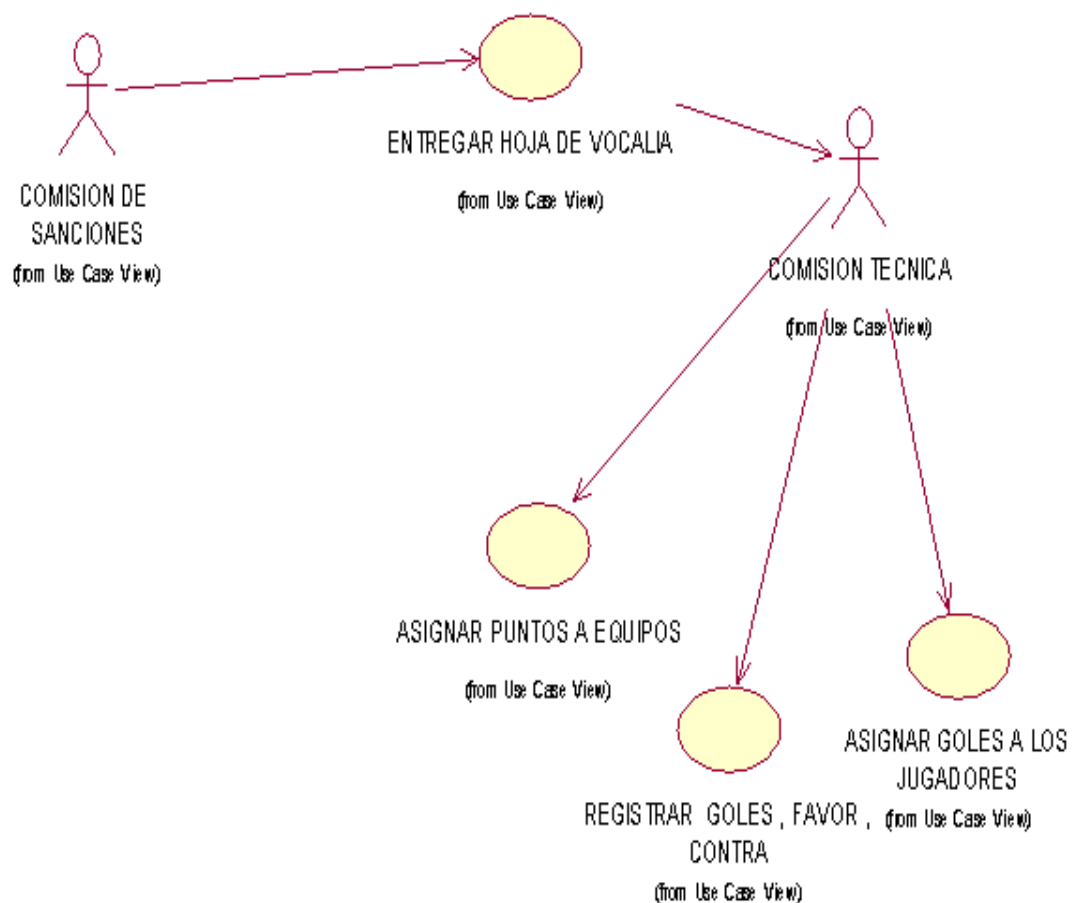 ENTREGAR HOJA DE VOCALIA
(from Use Case View)
COMISION DE
SANCIONES
(from Use Case View)
COMISION TECNICA
(from Use Case View)
ASIGNAR PUNTOS A EQUIPOS
(from Use Case View)
ASIGNAR GOLES A LOS
JUGADORES
(from Use Case View)
REGISTRAR GOLES , FAVOR ,
CONTRA
(from Use Case View)